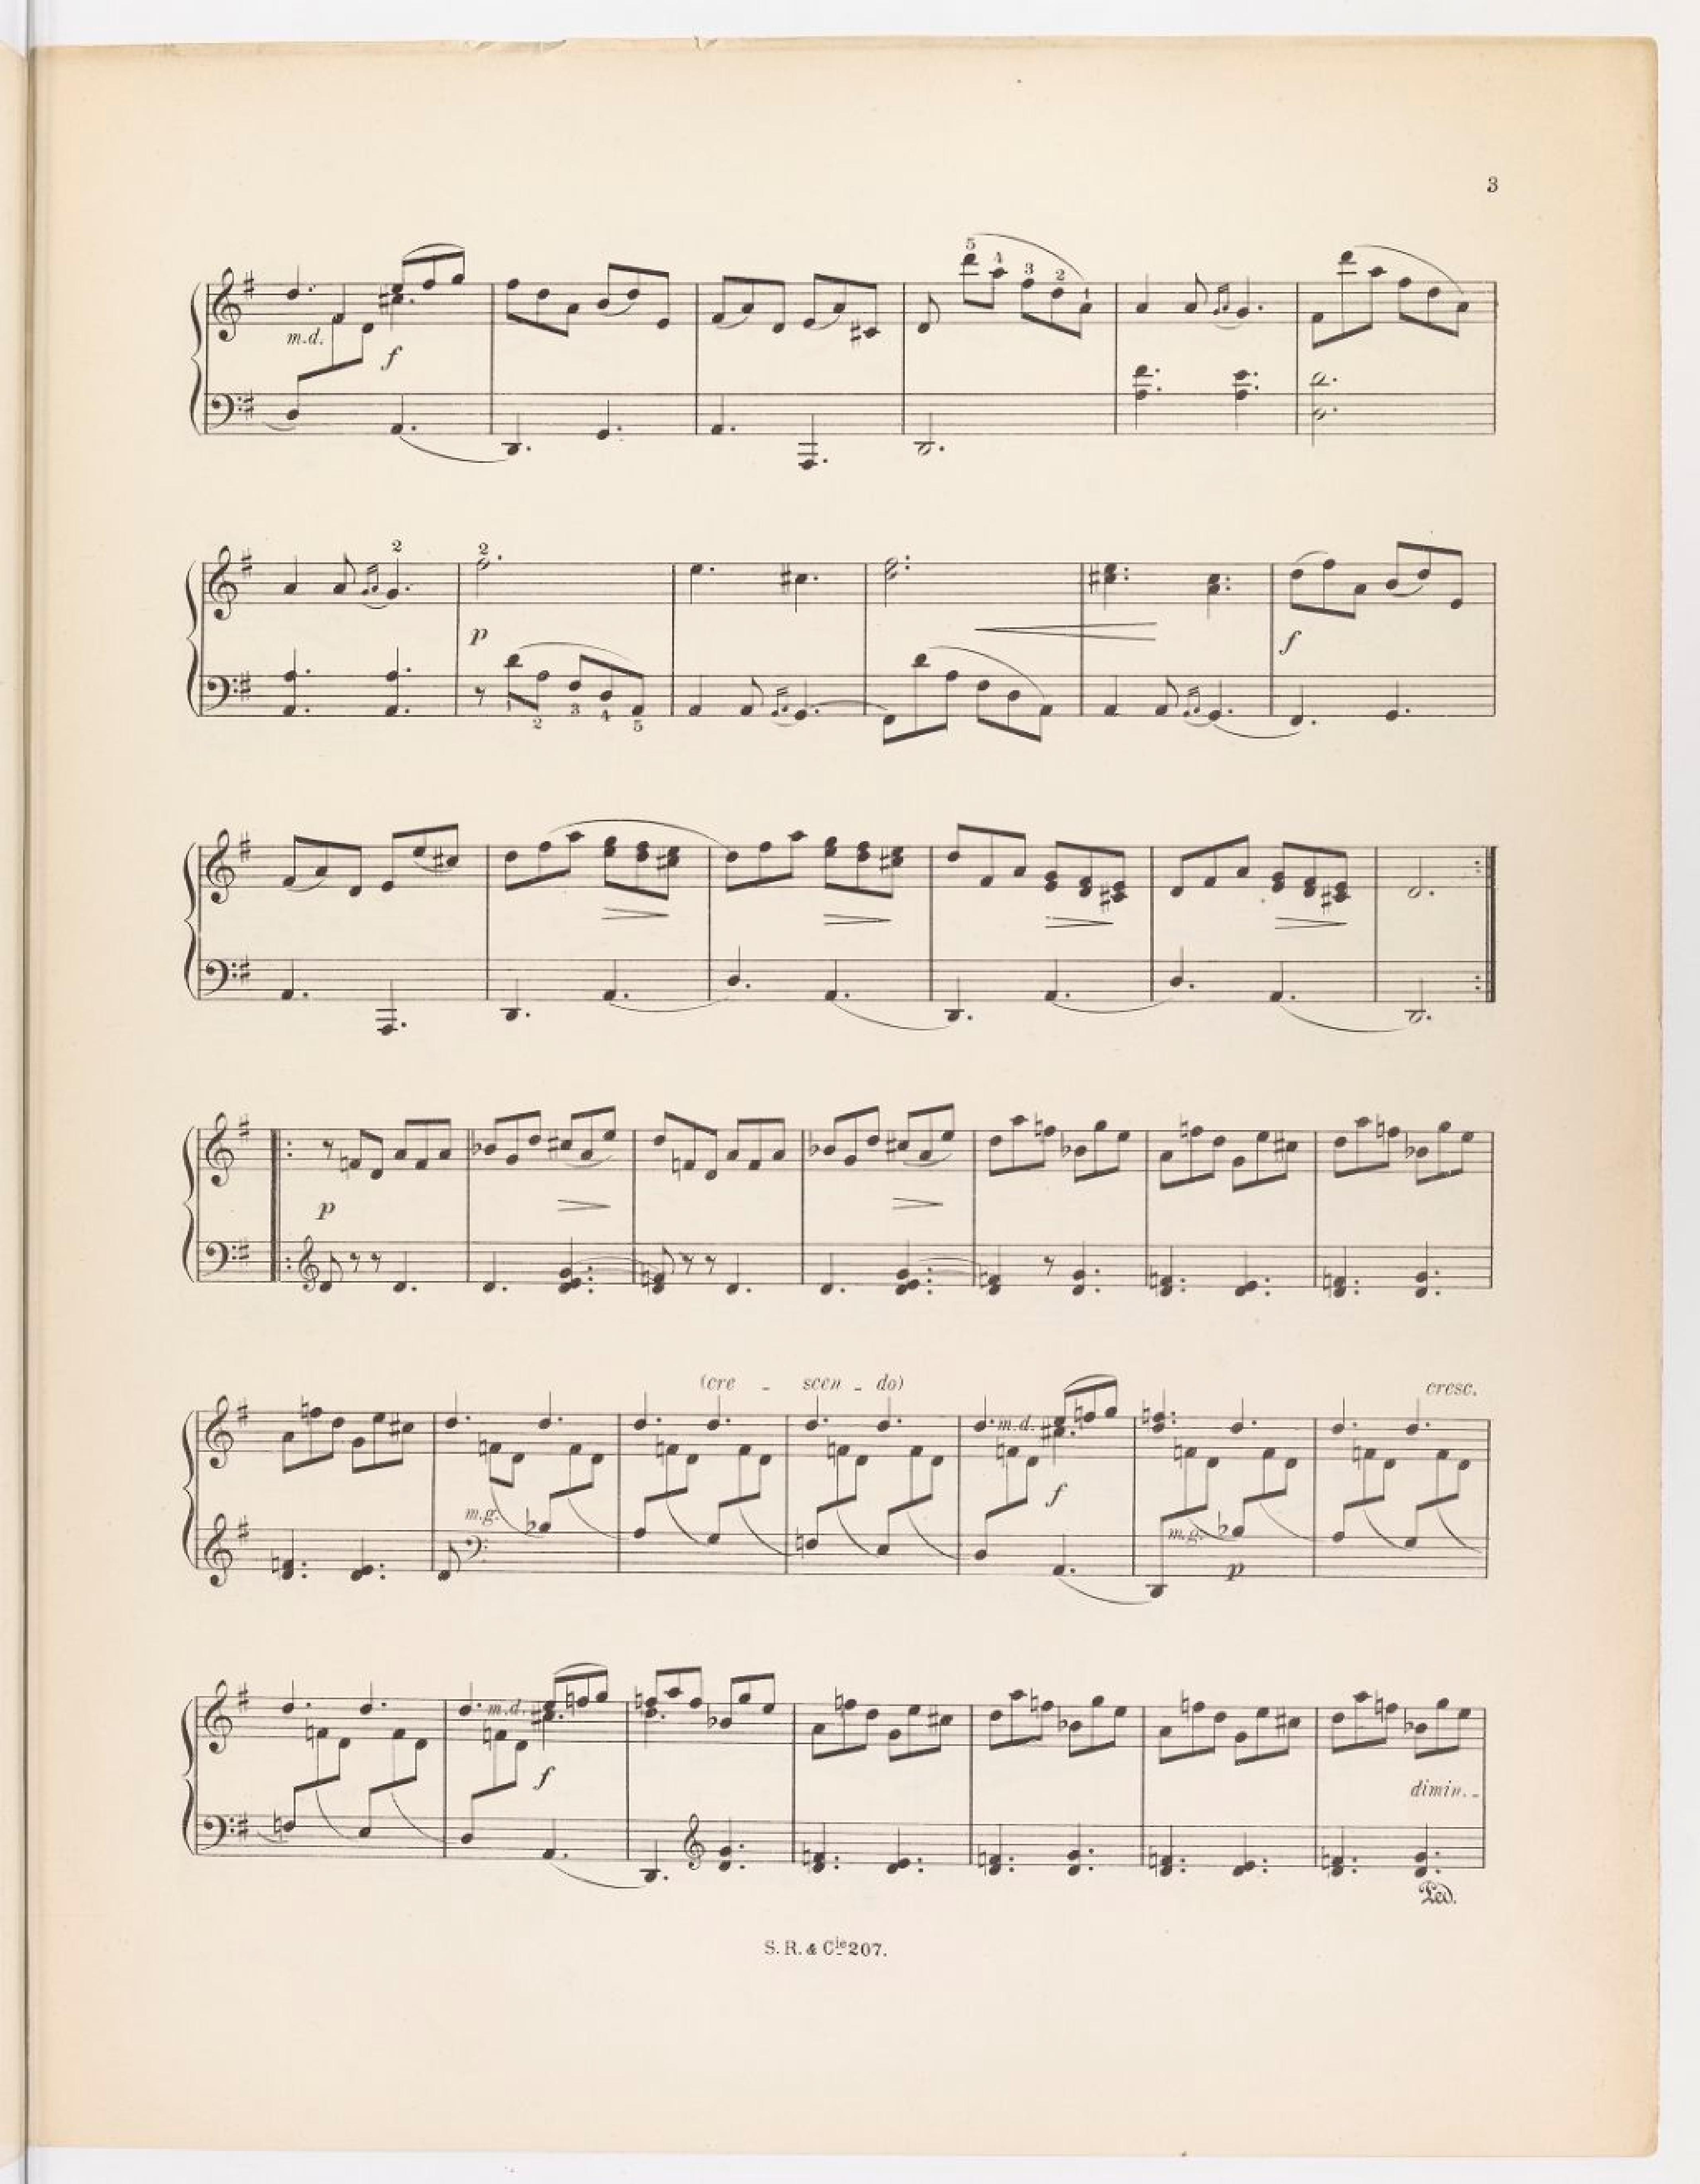 3
5 4 3 2 1
m.d.
f
2 2
p
f
2 3 4 5
p
(cre - scen - do)
cresc.
m.d.
m.g.
f
m.g.
p
m.d.
f
dimin. -
Ped.
S. R. & Cie 207.